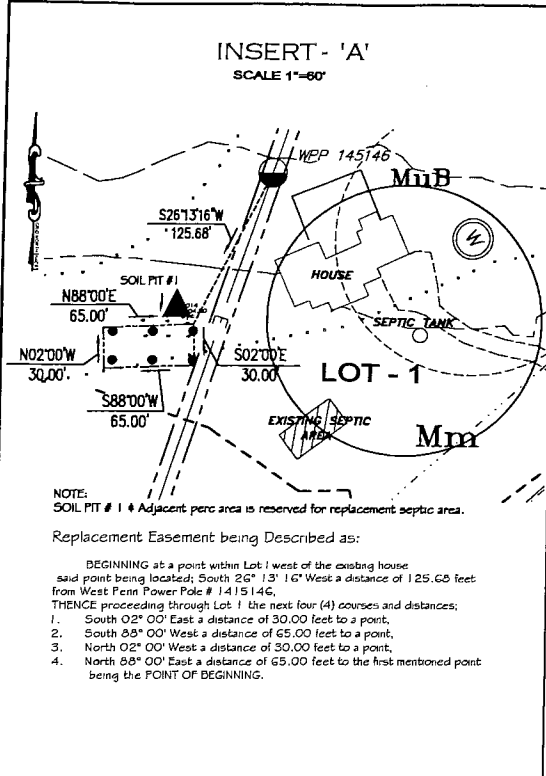 INSERT - 'A'
SCALE 1"=60'
WPP 145146
MuB
S26°13'16"W
125.68'
W
HOUSE
SOIL PIT #1
N88°00'E
65.00'
SEPTIC TANK
N02°00'W
30.00'
S02°00'E
30.00'
LOT - 1
S88°00'W
65.00'
EXISTING SEPTIC
AREA
Mm
NOTE:
SOIL PIT # 1 & Adjacent perc area is reserved for replacement septic area.
Replacement Easement being Described as:
BEGINNING at a point within Lot 1 west of the existing house
said point being located; South 26° 13' 16" West a distance of 125.68 feet
from West Penn Power Pole # 1415146,
THENCE proceeding through Lot 1 the next four (4) courses and distances;
1. South 02° 00' East a distance of 30.00 feet to a point,
2. South 88° 00' West a distance of 65.00 feet to a point,
3. North 02° 00' West a distance of 30.00 feet to a point,
4. North 88° 00' East a distance of 65.00 feet to the first mentioned point
being the POINT OF BEGINNING.